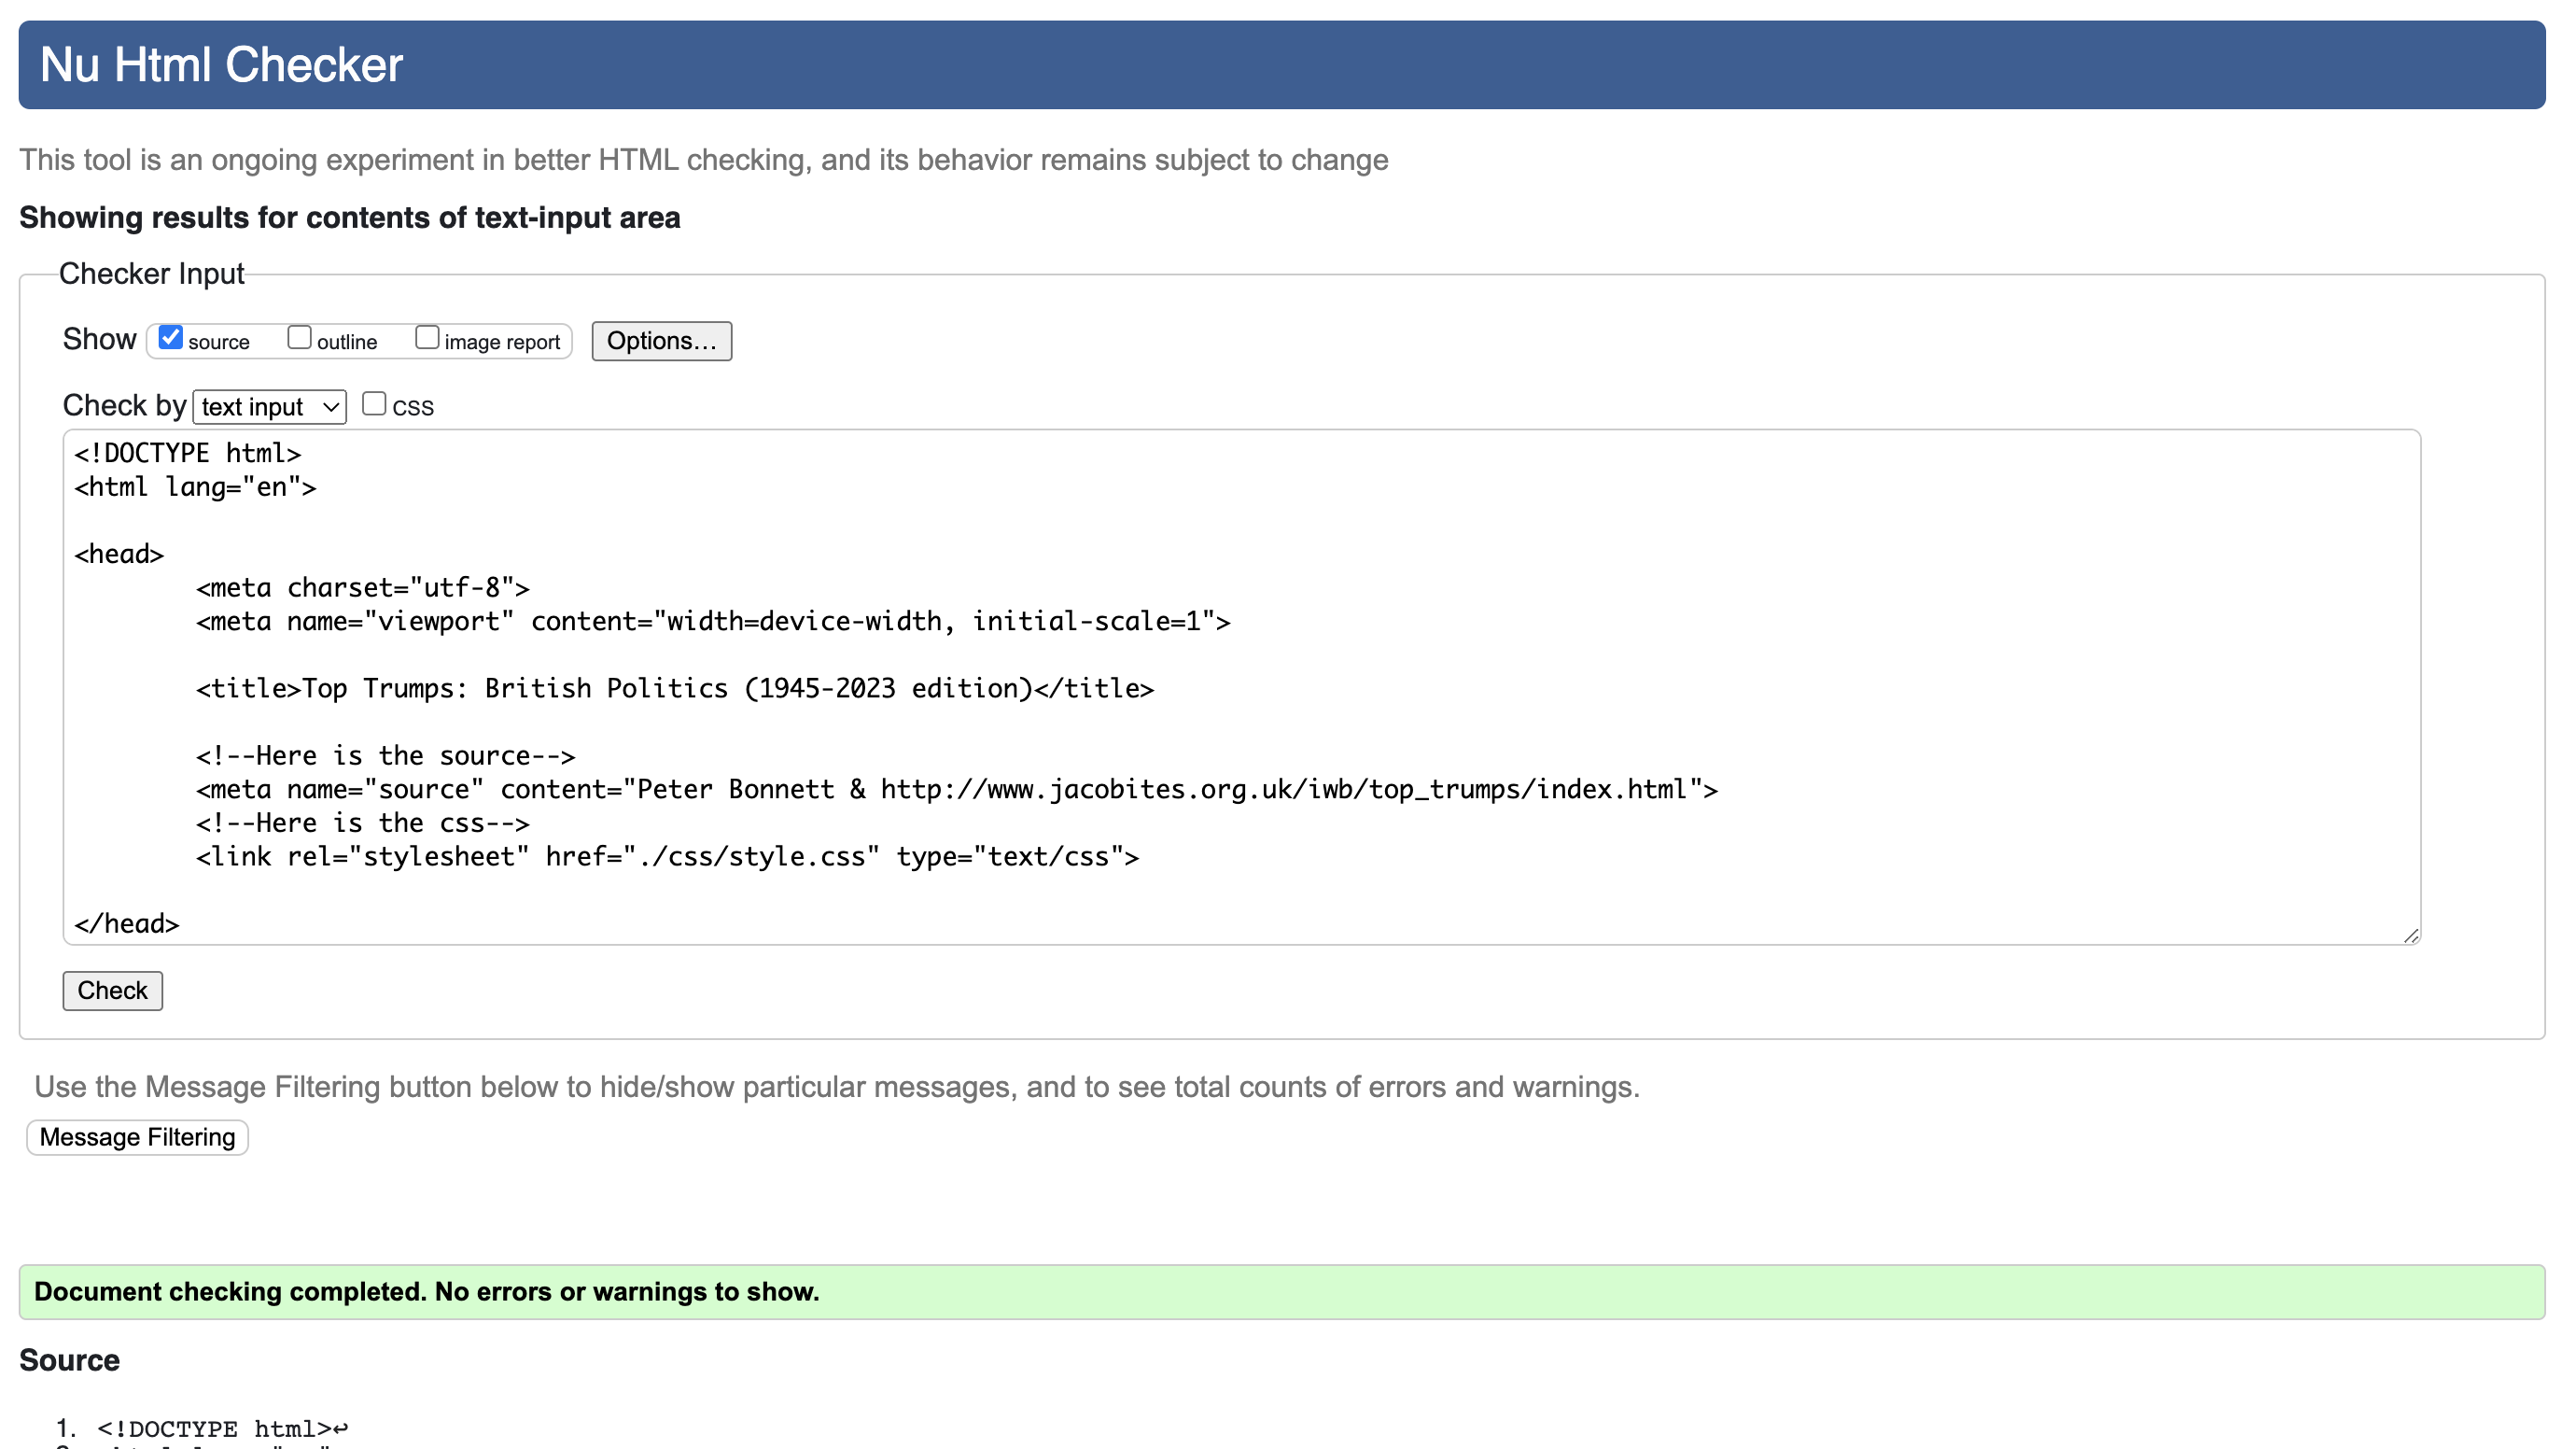 Nu Html Checker
This tool is an ongoing experiment in better HTML checking, and its behavior remains subject to change
Showing results for contents of text-input area
Checker Input
Show source outline image report Options...
Check by text input CSS
<!DOCTYPE html>
<html lang="en">
<head>
<meta charset="utf-8">
<meta name="viewport" content="width=device-width, initial-scale=1">
<title>Top Trumps: British Politics (1945-2023 edition)</title>
<!--Here is the source-->
<meta name="source" content="Peter Bonnett & http://www.jacobites.org.uk/iwb/top_trumps/index.html">
<!--Here is the css-->
<link rel="stylesheet" href="./css/style.css" type="text/css">
</head>
Check
Use the Message Filtering button below to hide/show particular messages, and to see total counts of errors and warnings.
Message Filtering
Document checking completed. No errors or warnings to show.
Source
1. <!DOCTYPE html>↩